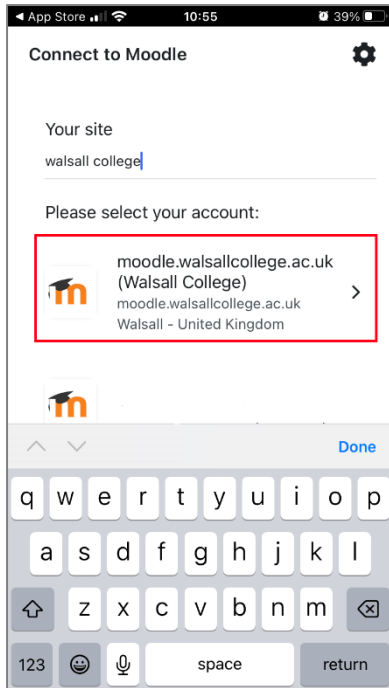 ◀ App Store 10:55 39%
Connect to Moodle
Your site
walsall college
Please select your account:
moodle.walsallcollege.ac.uk
(Walsall College)
moodle.walsallcollege.ac.uk
Walsall - United Kingdom
m
m
Done
q w e r t y u i o p
a s d f g h j k l
z x c v b n m
123 space return